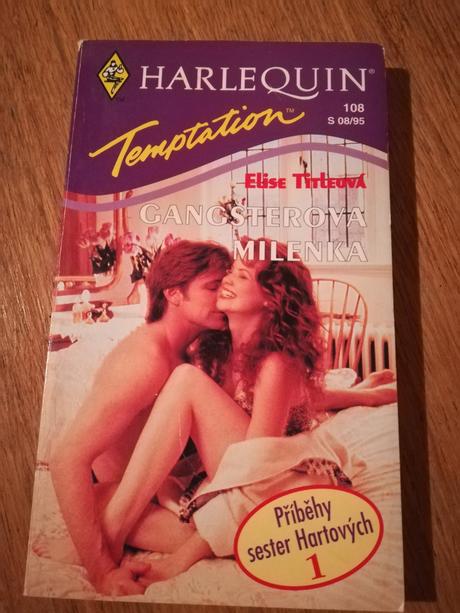 HARLEQUIN®
Temptation™
108
S 08/95
Elise Titleová
GANGSTEROVA
MILENKA
Příběhy
sester Hartových
1